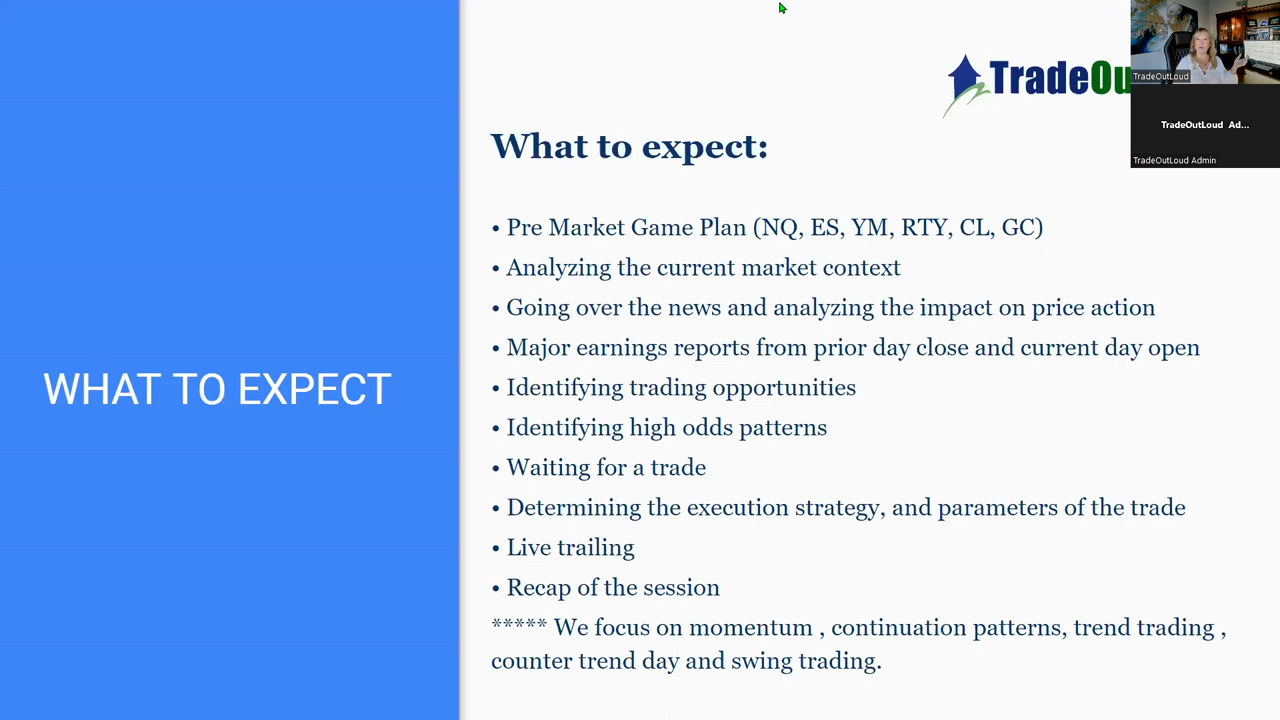 TradeOu
TradeOutLoud
TradeOutLoud Ad...
TradeOutLoud Admin
WHAT TO EXPECT
What to expect:
• Pre Market Game Plan (NQ, ES, YM, RTY, CL, GC)
• Analyzing the current market context
• Going over the news and analyzing the impact on price action
• Major earnings reports from prior day close and current day open
• Identifying trading opportunities
• Identifying high odds patterns
• Waiting for a trade
• Determining the execution strategy, and parameters of the trade
• Live trailing
• Recap of the session
***** We focus on momentum , continuation patterns, trend trading ,
counter trend day and swing trading.